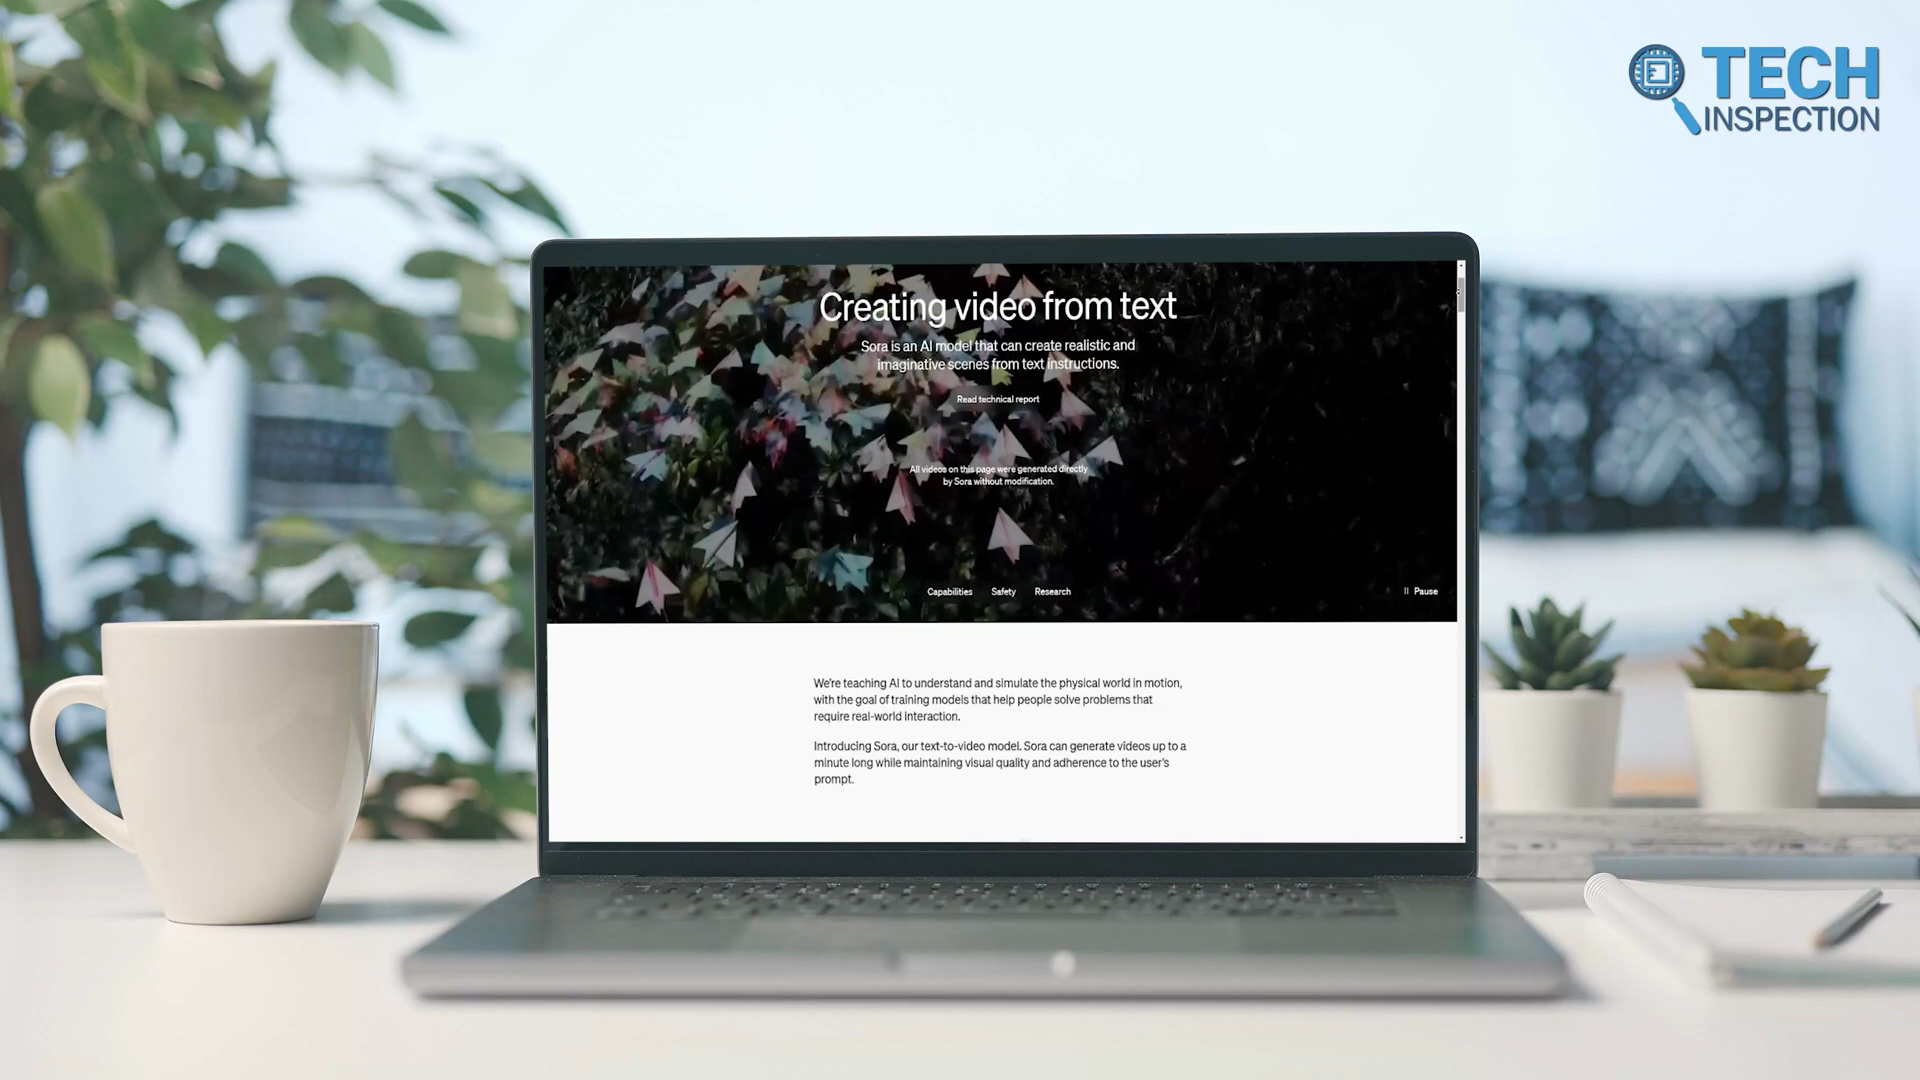 TECH
INSPECTION
Creating video from text
Sora is an AI model that can create realistic and
imaginative scenes from text instructions.
Read technical report
All videos on this page were generated directly
by Sora without modification.
Capabilities Safety Research
Pause
We're teaching AI to understand and simulate the physical world in motion,
with the goal of training models that help people solve problems that
require real-world interaction.
Introducing Sora, our text-to-video model. Sora can generate videos up to a
minute long while maintaining visual quality and adherence to the user's
prompt.